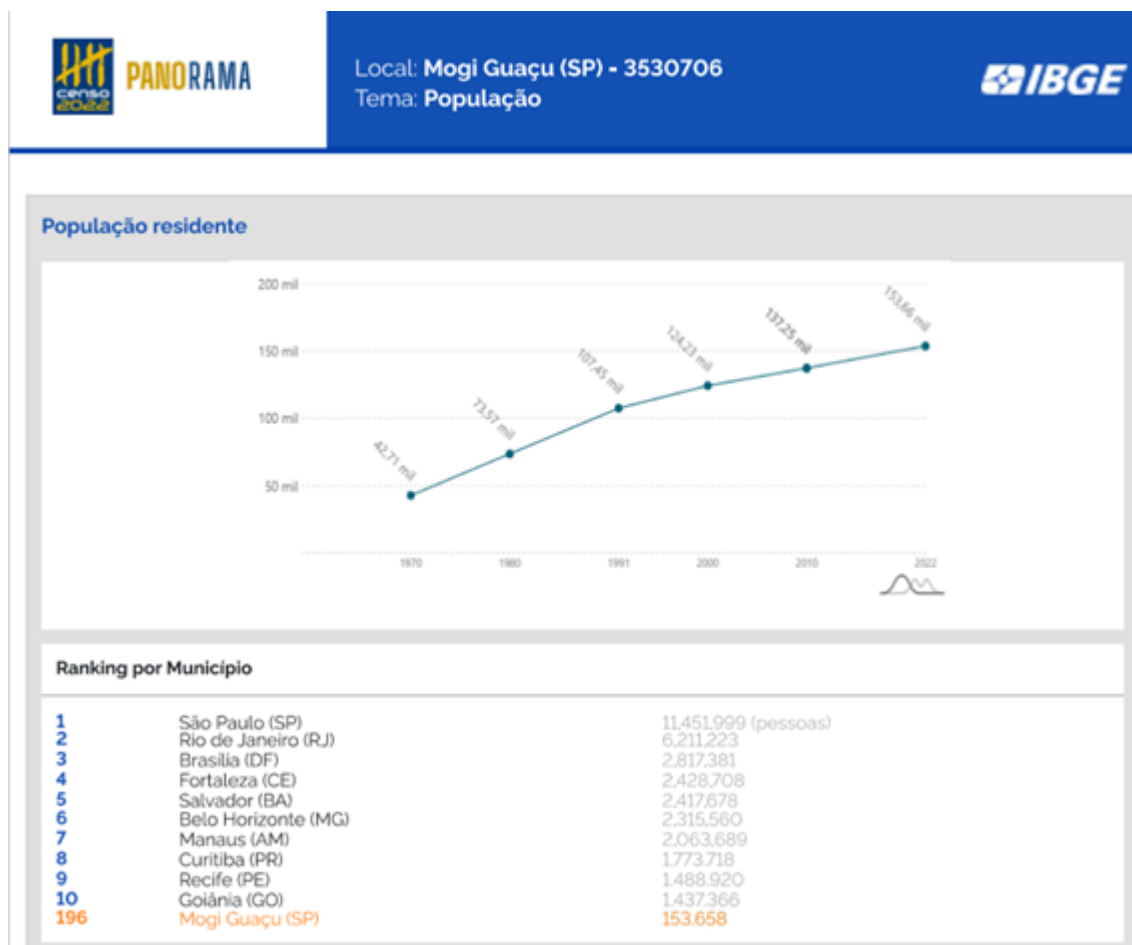 censo
2022
PANORAMA
Local: Mogi Guaçu (SP) - 3530706
Tema: População
IBGE
População residente
200 mil
150 mil
100 mil
50 mil
42,71 mil
73,57 mil
107,45 mil
124,23 mil
137,25 mil
153,66 mil
1970 1980 1991 2000 2010 2022
Ranking por Município
1 São Paulo (SP) 11,451,999 (pessoas)
2 Rio de Janeiro (RJ) 6,211,223
3 Brasília (DF) 2,817,381
4 Fortaleza (CE) 2,428,708
5 Salvador (BA) 2,417,678
6 Belo Horizonte (MG) 2,315,560
7 Manaus (AM) 2,063,689
8 Curitiba (PR) 1.773.718
9 Recife (PE) 1.488.920
10 Goiânia (GO) 1.437.366
196 Mogi Guaçu (SP) 153.658